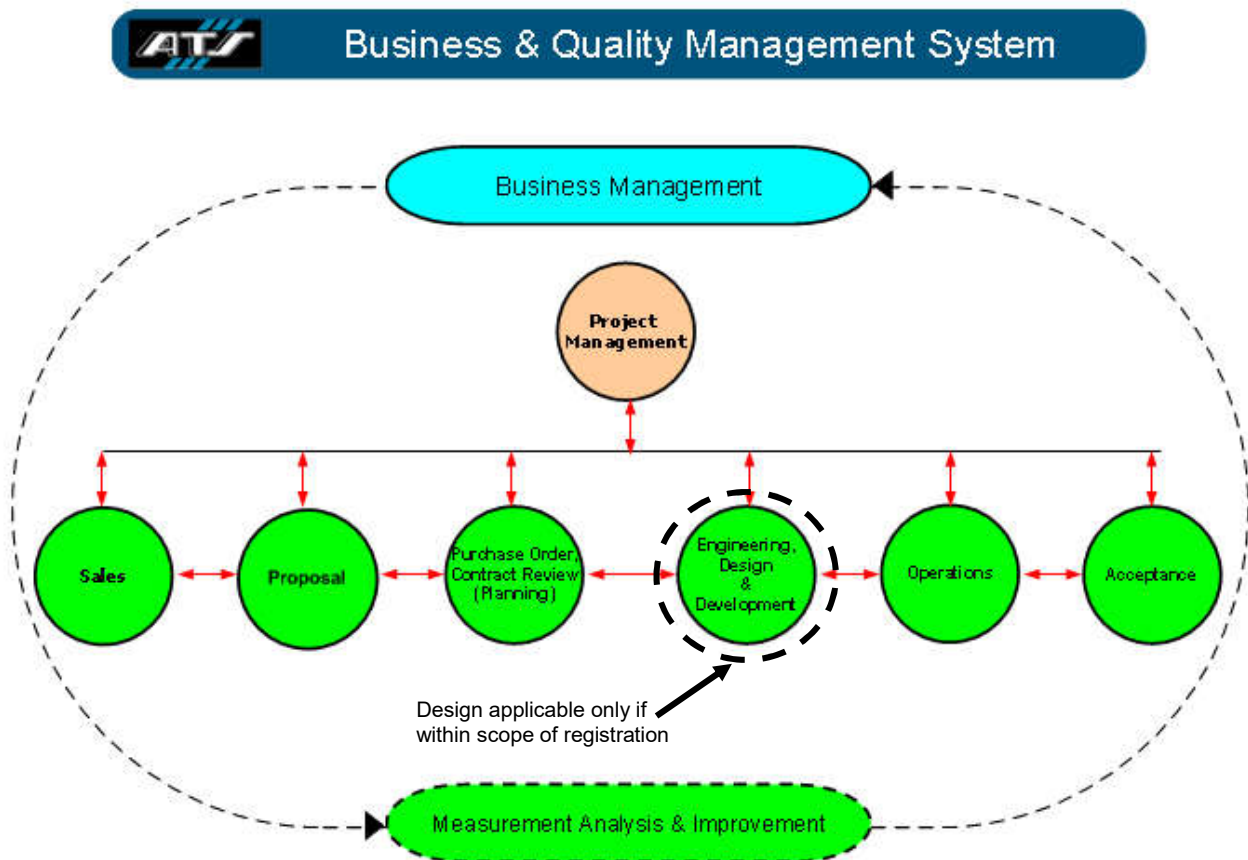 ATS
Business & Quality Management System
Business Management
Project
Management
Sales
Proposal
Purchase Order,
Contract Review
(Planning)
Engineering,
Design
&
Development
Operations
Acceptance
Design applicable only if
within scope of registration
Measurement Analysis & Improvement